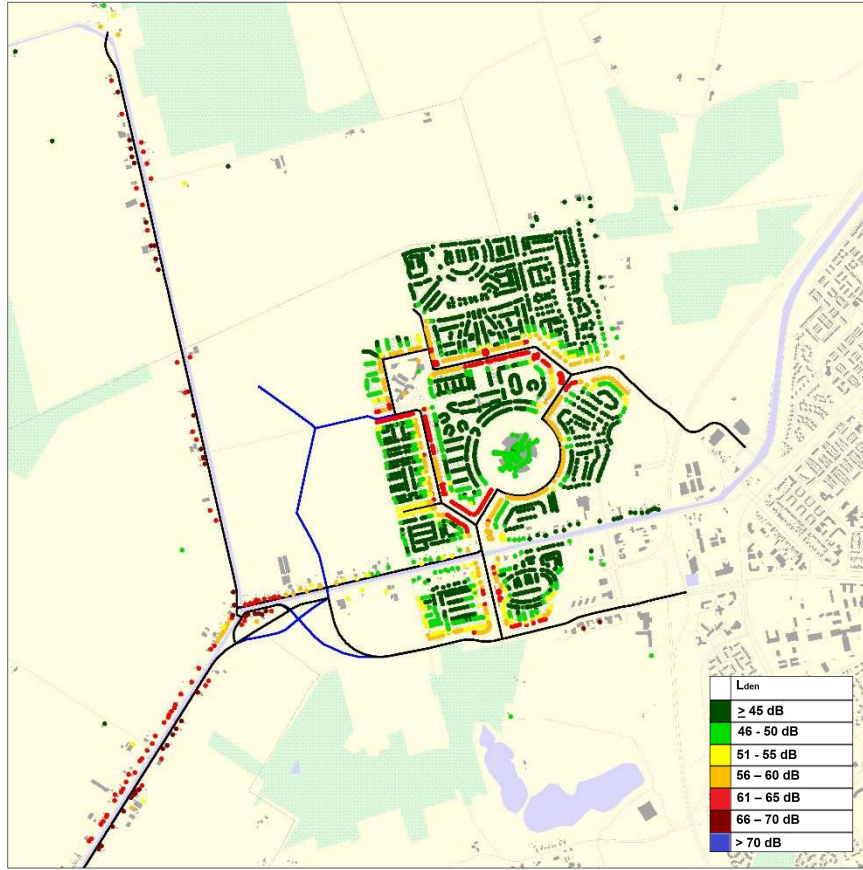 Lden
≥ 45 dB
46 - 50 dB
51 - 55 dB
56 – 60 dB
61 – 65 dB
66 – 70 dB
> 70 dB